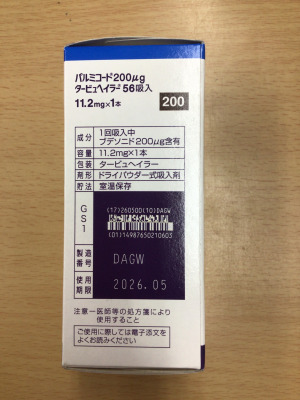 パルミコート200μg
タービュヘイラー 56吸入
11.2mg×1本
200
成分 1回吸入中 ブデソニド200μg含有
容量 11.2mg×1本
包装 タービュヘイラー
剤形 ドライパウダー式吸入剤
貯法 室温保存
GS1
(17)260500(10)DAGW
(01)14987650210603
製造番号 DAGW
使用期限 2026.05
注意－医師等の処方箋により
使用すること
ご使用に際しては電子添文を
よくお読みください